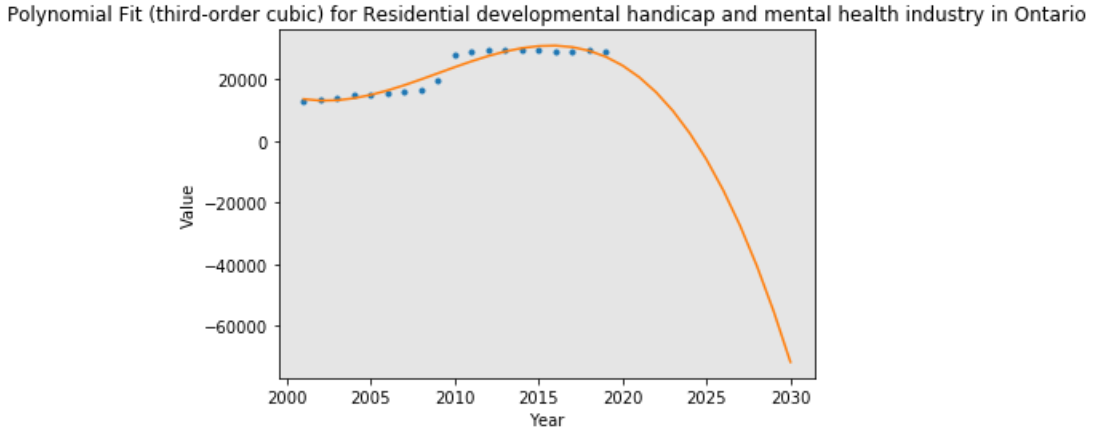 Polynomial Fit (third-order cubic) for Residential developmental handicap and mental health industry in Ontario
20000
0
−20000
−40000
−60000
Value
2000 2005 2010 2015 2020 2025 2030
Year